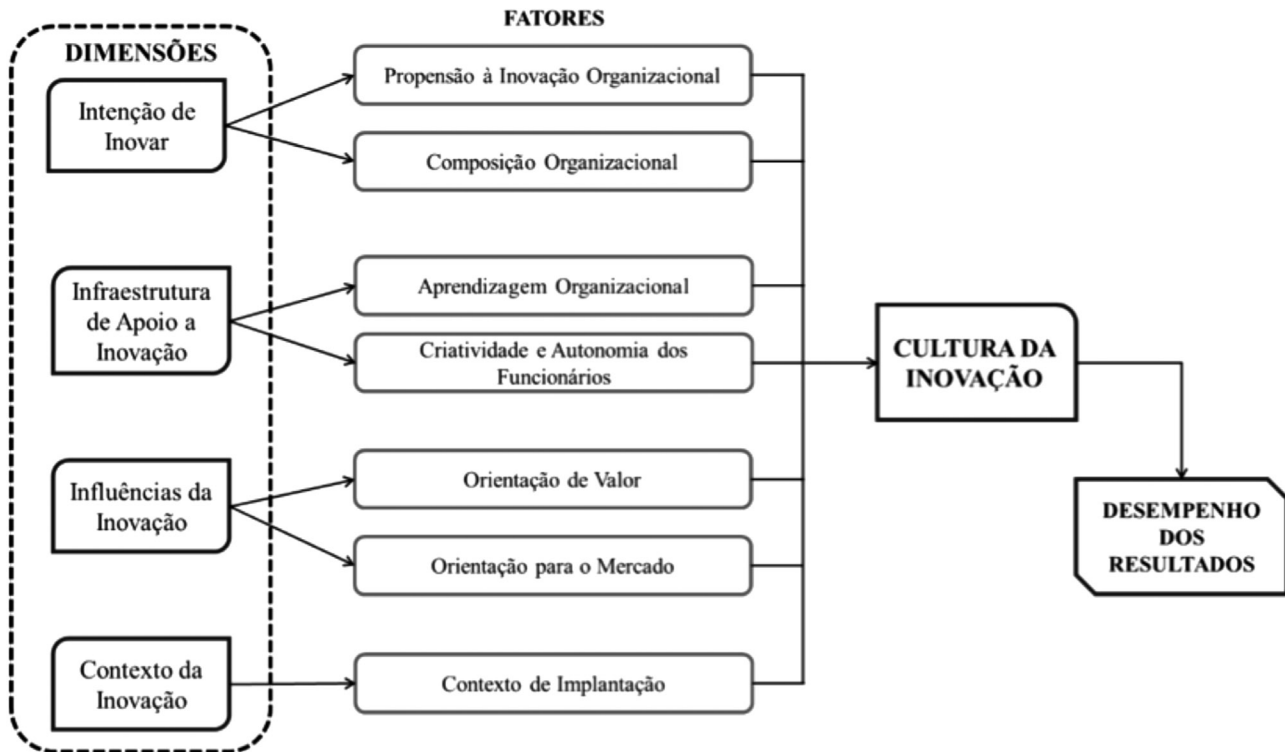 FATORES
DIMENSÕES
Intenção de
Inovar
Propensão à Inovação Organizacional
Composição Organizacional
Infraestrutura
de Apoio a
Inovação
Aprendizagem Organizacional
Criatividade e Autonomia dos
Funcionários
Influências da
Inovação
Orientação de Valor
Orientação para o Mercado
Contexto da
Inovação
Contexto de Implantação
CULTURA DA
INOVAÇÃO
DESEMPENHO
DOS
RESULTADOS